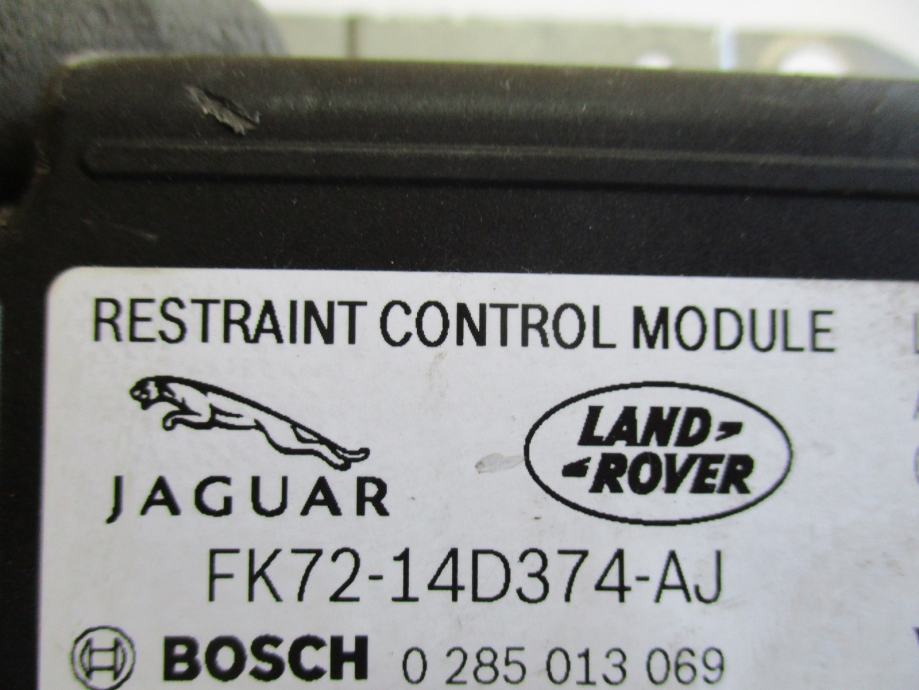 RESTRAINT CONTROL MODULE
JAGUAR
LAND
ROVER
FK72-14D374-AJ
BOSCH 0 285 013 069